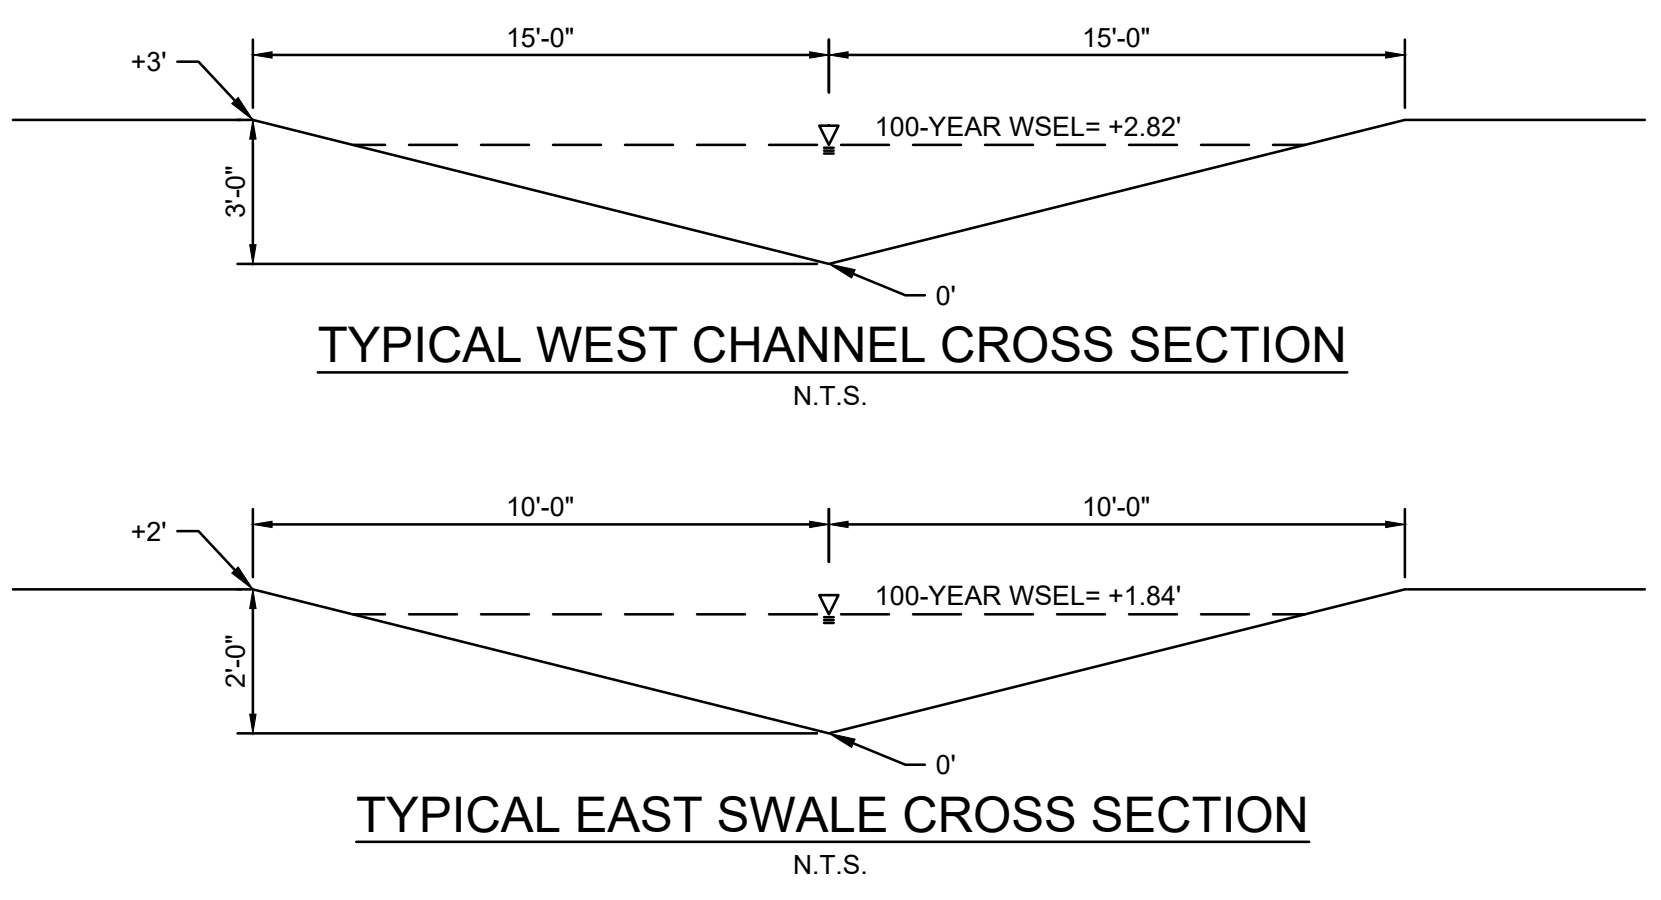 15'-0" 15'-0"
+3'
100-YEAR WSEL= +2.82'
3'-0"
0'
TYPICAL WEST CHANNEL CROSS SECTION
N.T.S.
10'-0" 10'-0"
+2'
100-YEAR WSEL= +1.84'
2'-0"
0'
TYPICAL EAST SWALE CROSS SECTION
N.T.S.